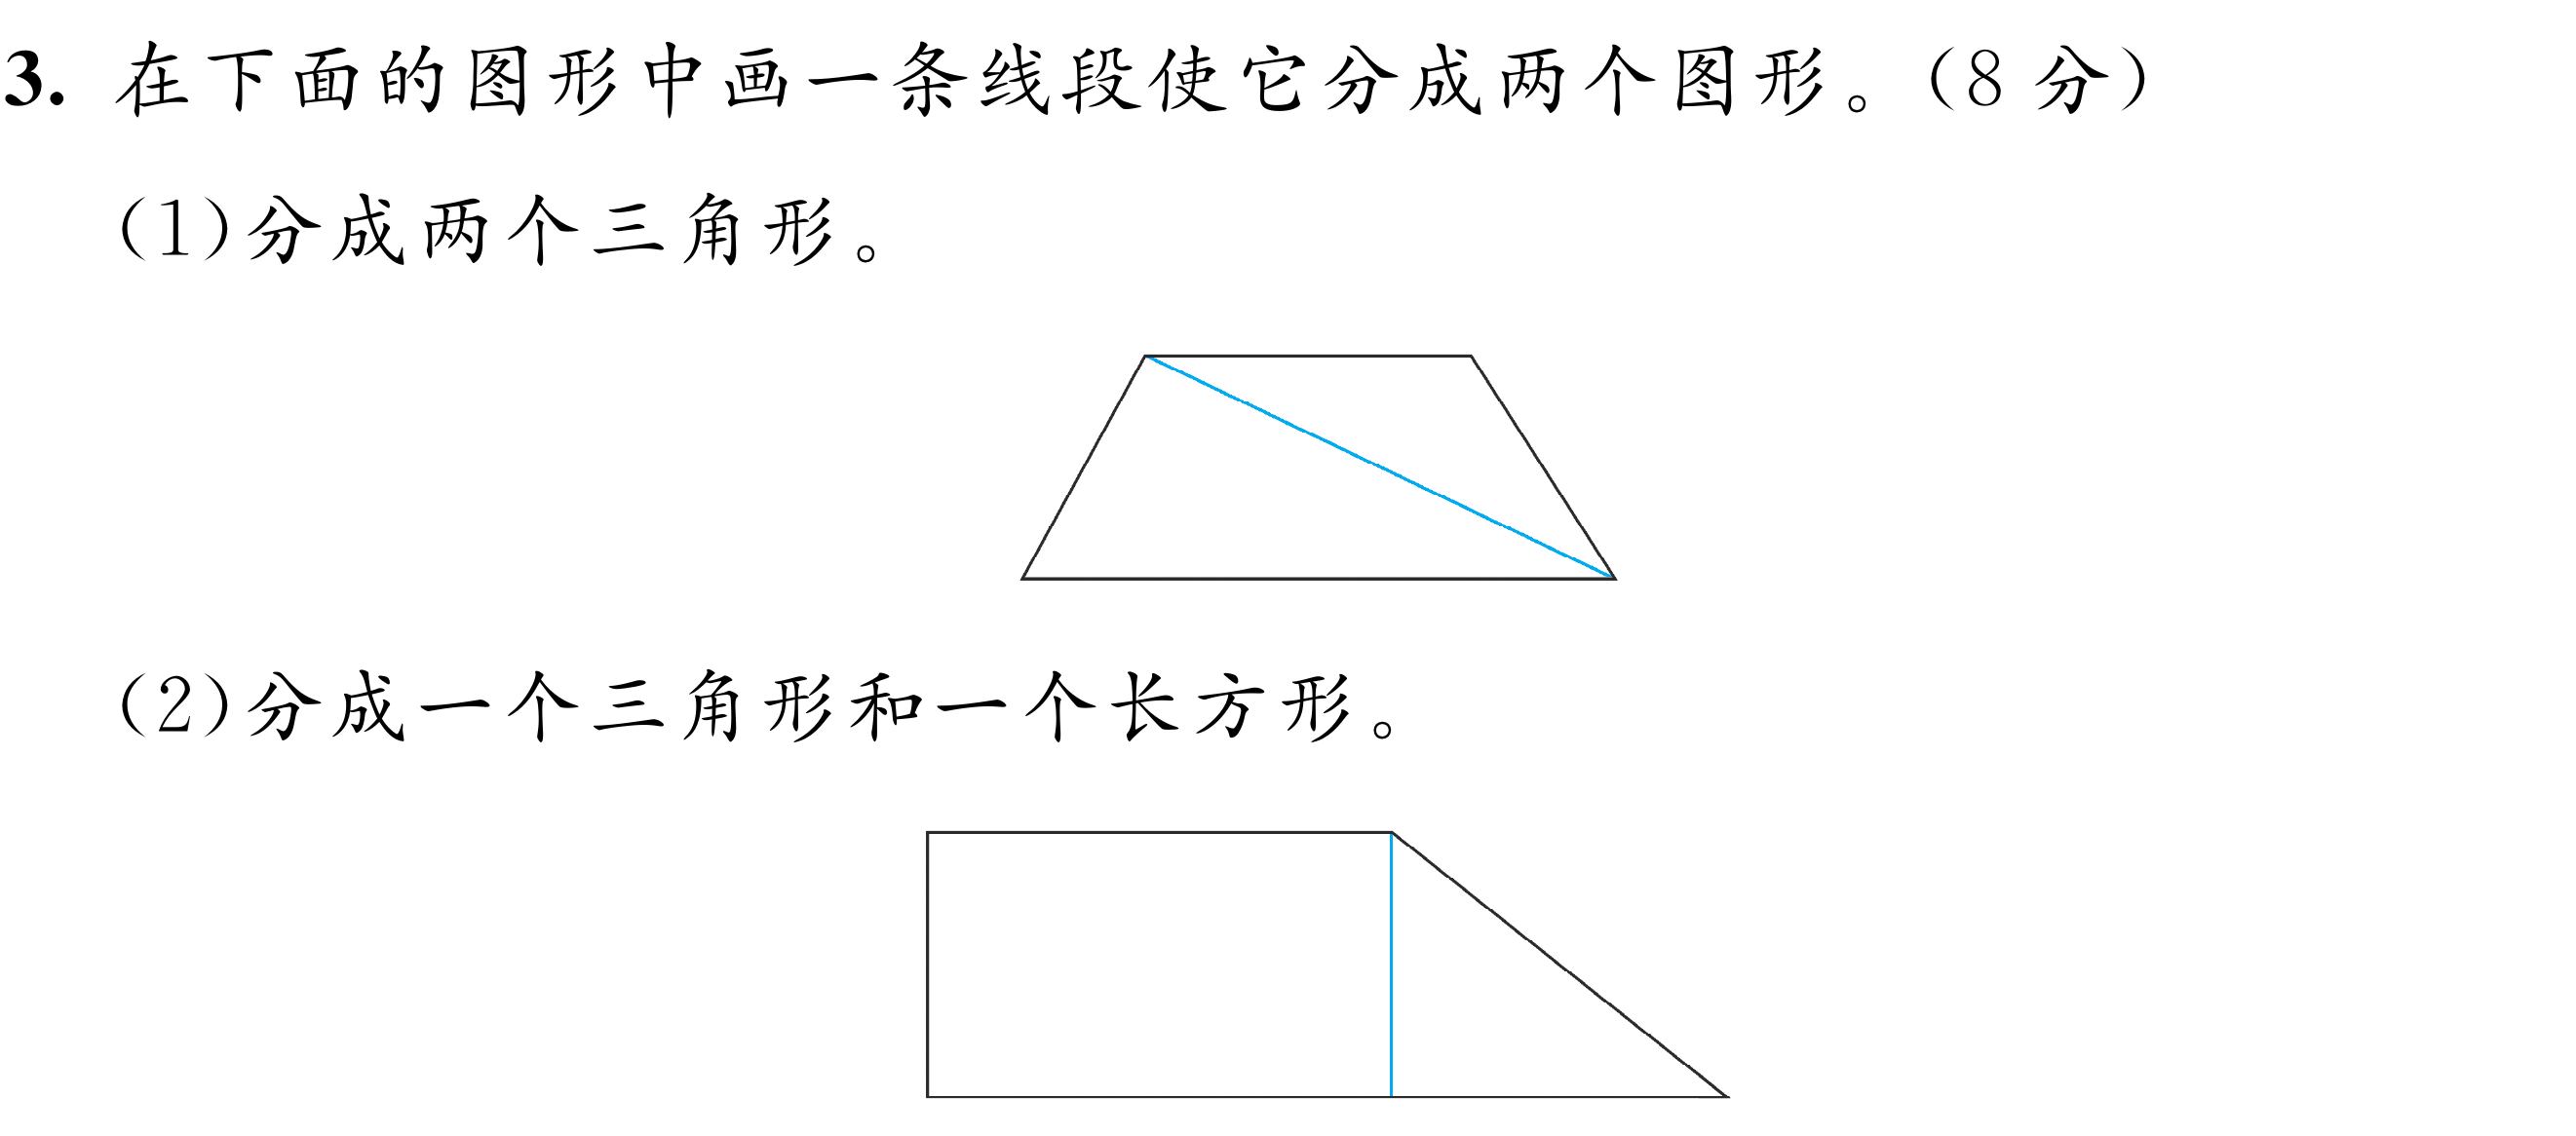 3. 在下面的图形中画一条线段使它分成两个图形。(8 分)
(1)分成两个三角形。
(2)分成一个三角形和一个长方形。